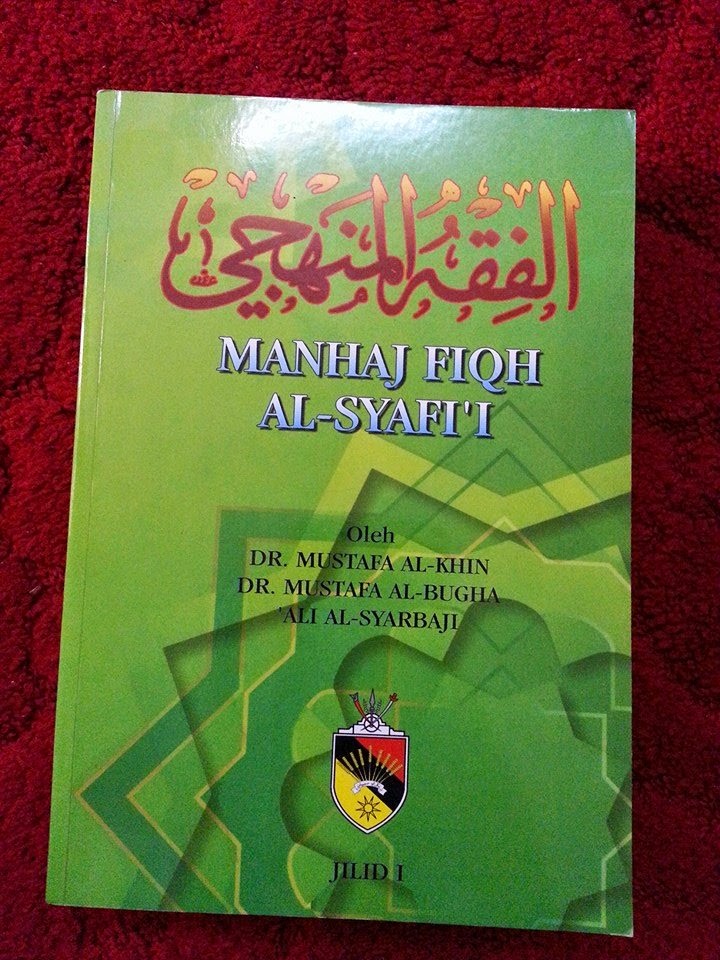 الفقه المنهجي
MANHAJ FIQH
AL-SYAFI'I
Oleh
DR. MUSTAFA AL-KHIN
DR. MUSTAFA AL-BUGHA
'ALI AL-SYARBAJI
JILID I